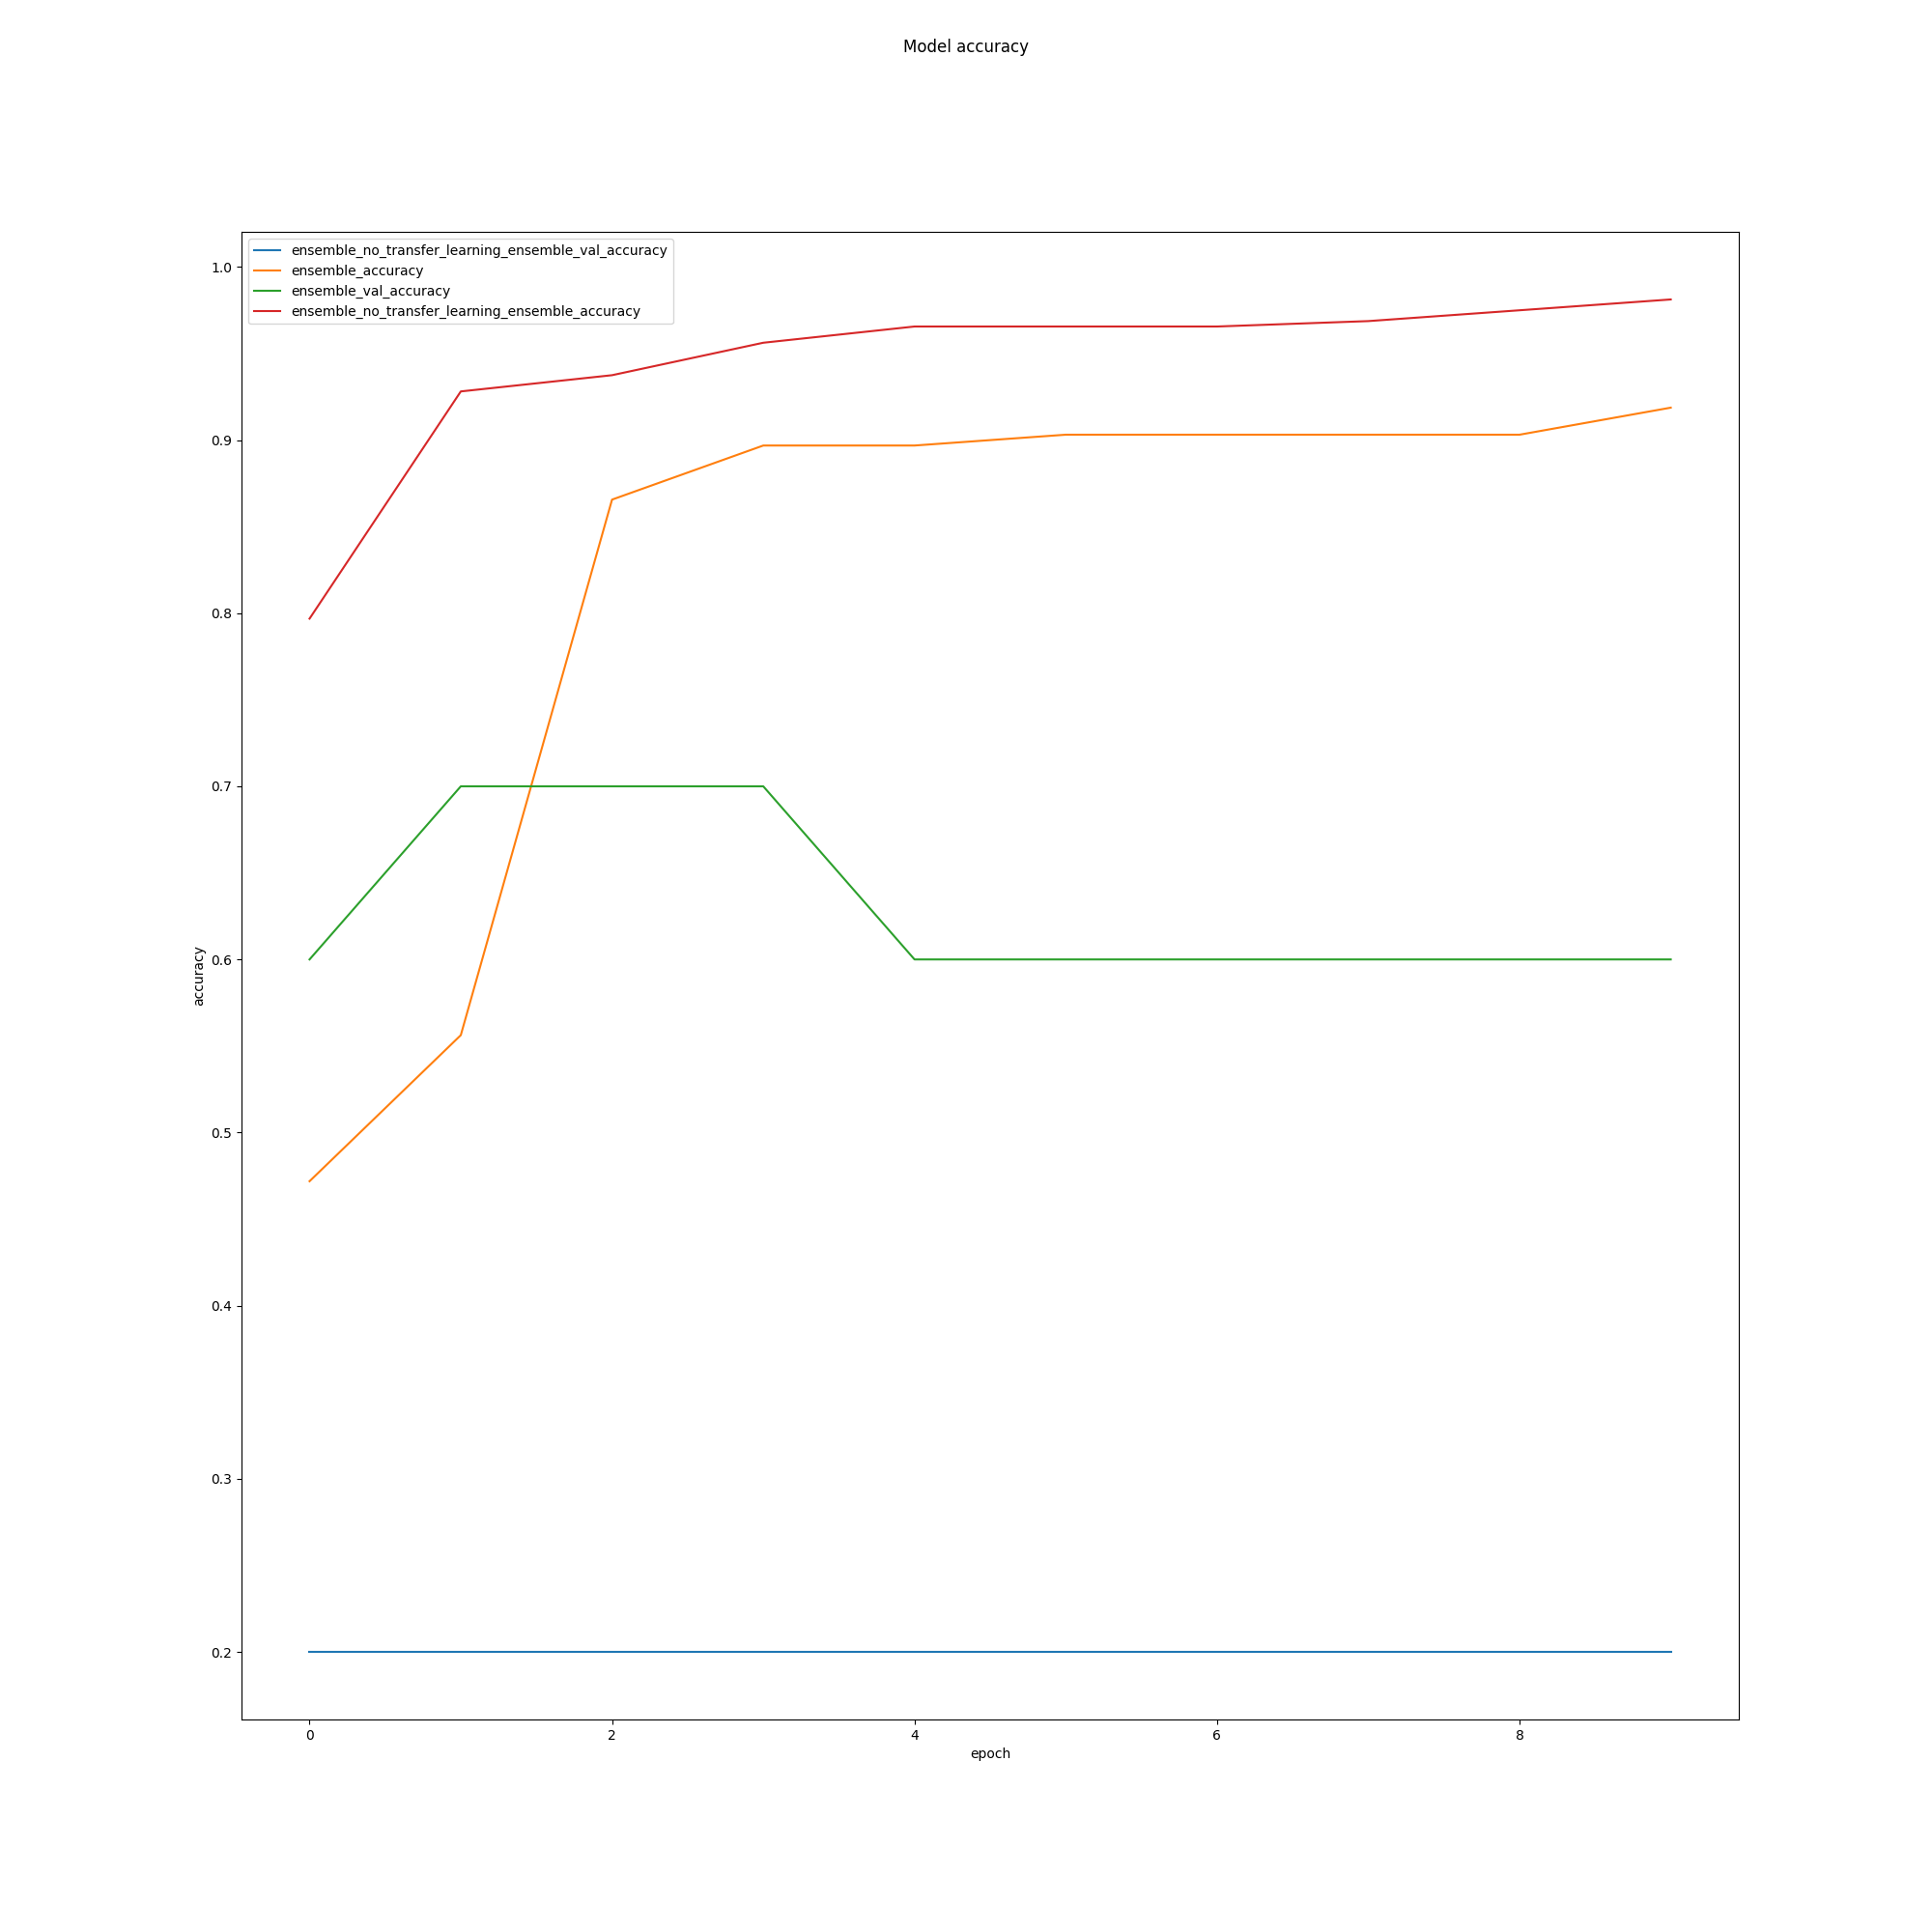 Model accuracy
ensemble_no_transfer_learning_ensemble_val_accuracy
ensemble_accuracy
ensemble_val_accuracy
ensemble_no_transfer_learning_ensemble_accuracy
1.0
0.9
0.8
0.7
0.6
0.5
0.4
0.3
0.2
accuracy
0 2 4 6 8
epoch